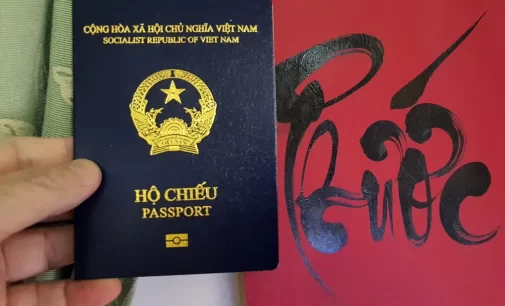 CỘNG HÒA XÃ HỘI CHỦ NGHĨA VIỆT NAM
SOCIALIST REPUBLIC OF VIET NAM
HỘ CHIẾU
PASSPORT
Phước